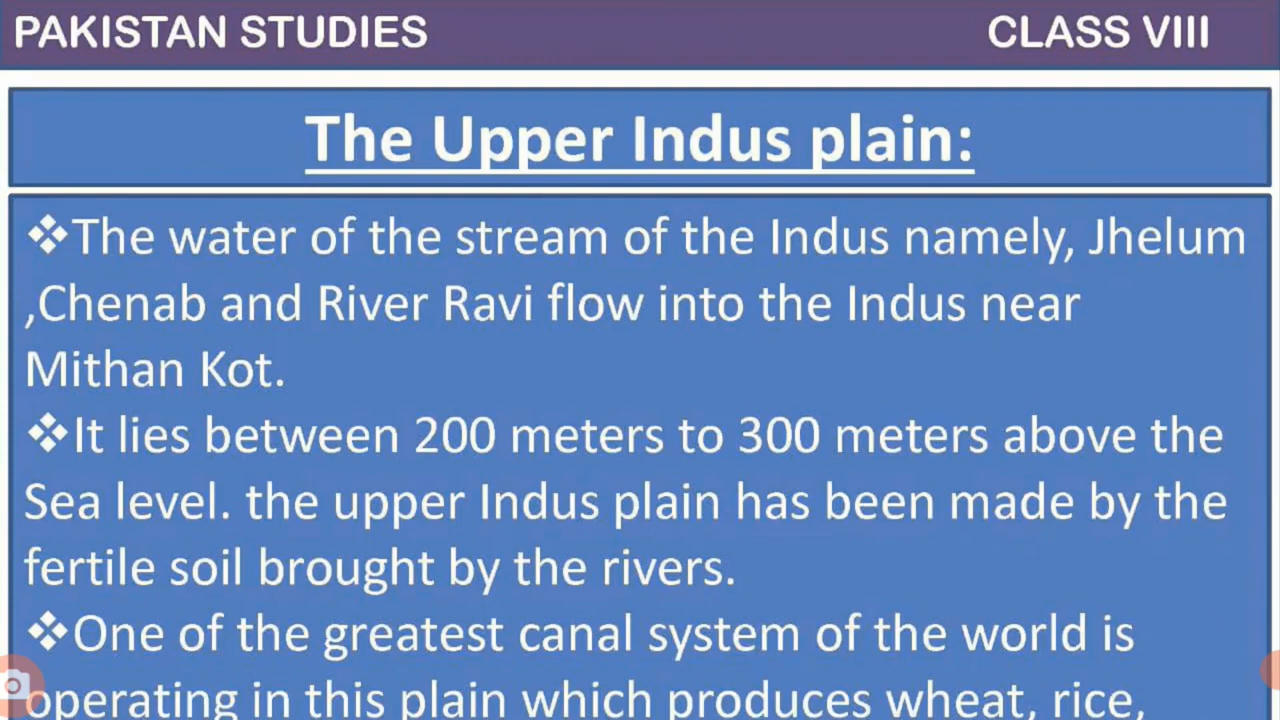 PAKISTAN STUDIES CLASS VIII
The Upper Indus plain:
❖The water of the stream of the Indus namely, Jhelum
,Chenab and River Ravi flow into the Indus near
Mithan Kot.
❖It lies between 200 meters to 300 meters above the
Sea level. the upper Indus plain has been made by the
fertile soil brought by the rivers.
❖One of the greatest canal system of the world is
operating in this plain which produces wheat, rice,